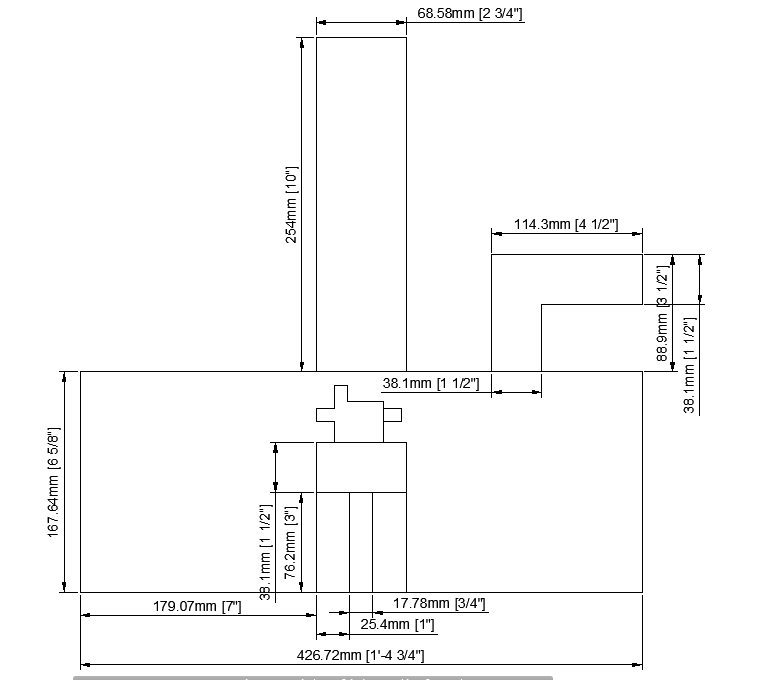 68.58mm [2 3/4"]
254mm [10"]
114.3mm [4 1/2"]
88.9mm [3 1/2"]
38.1mm [1 1/2"]
38.1mm [1 1/2"]
167.64mm [6 5/8"]
38.1mm [1 1/2"]
76.2mm [3"]
179.07mm [7"]
17.78mm [3/4"]
25.4mm [1"]
426.72mm [1'-4 3/4"]